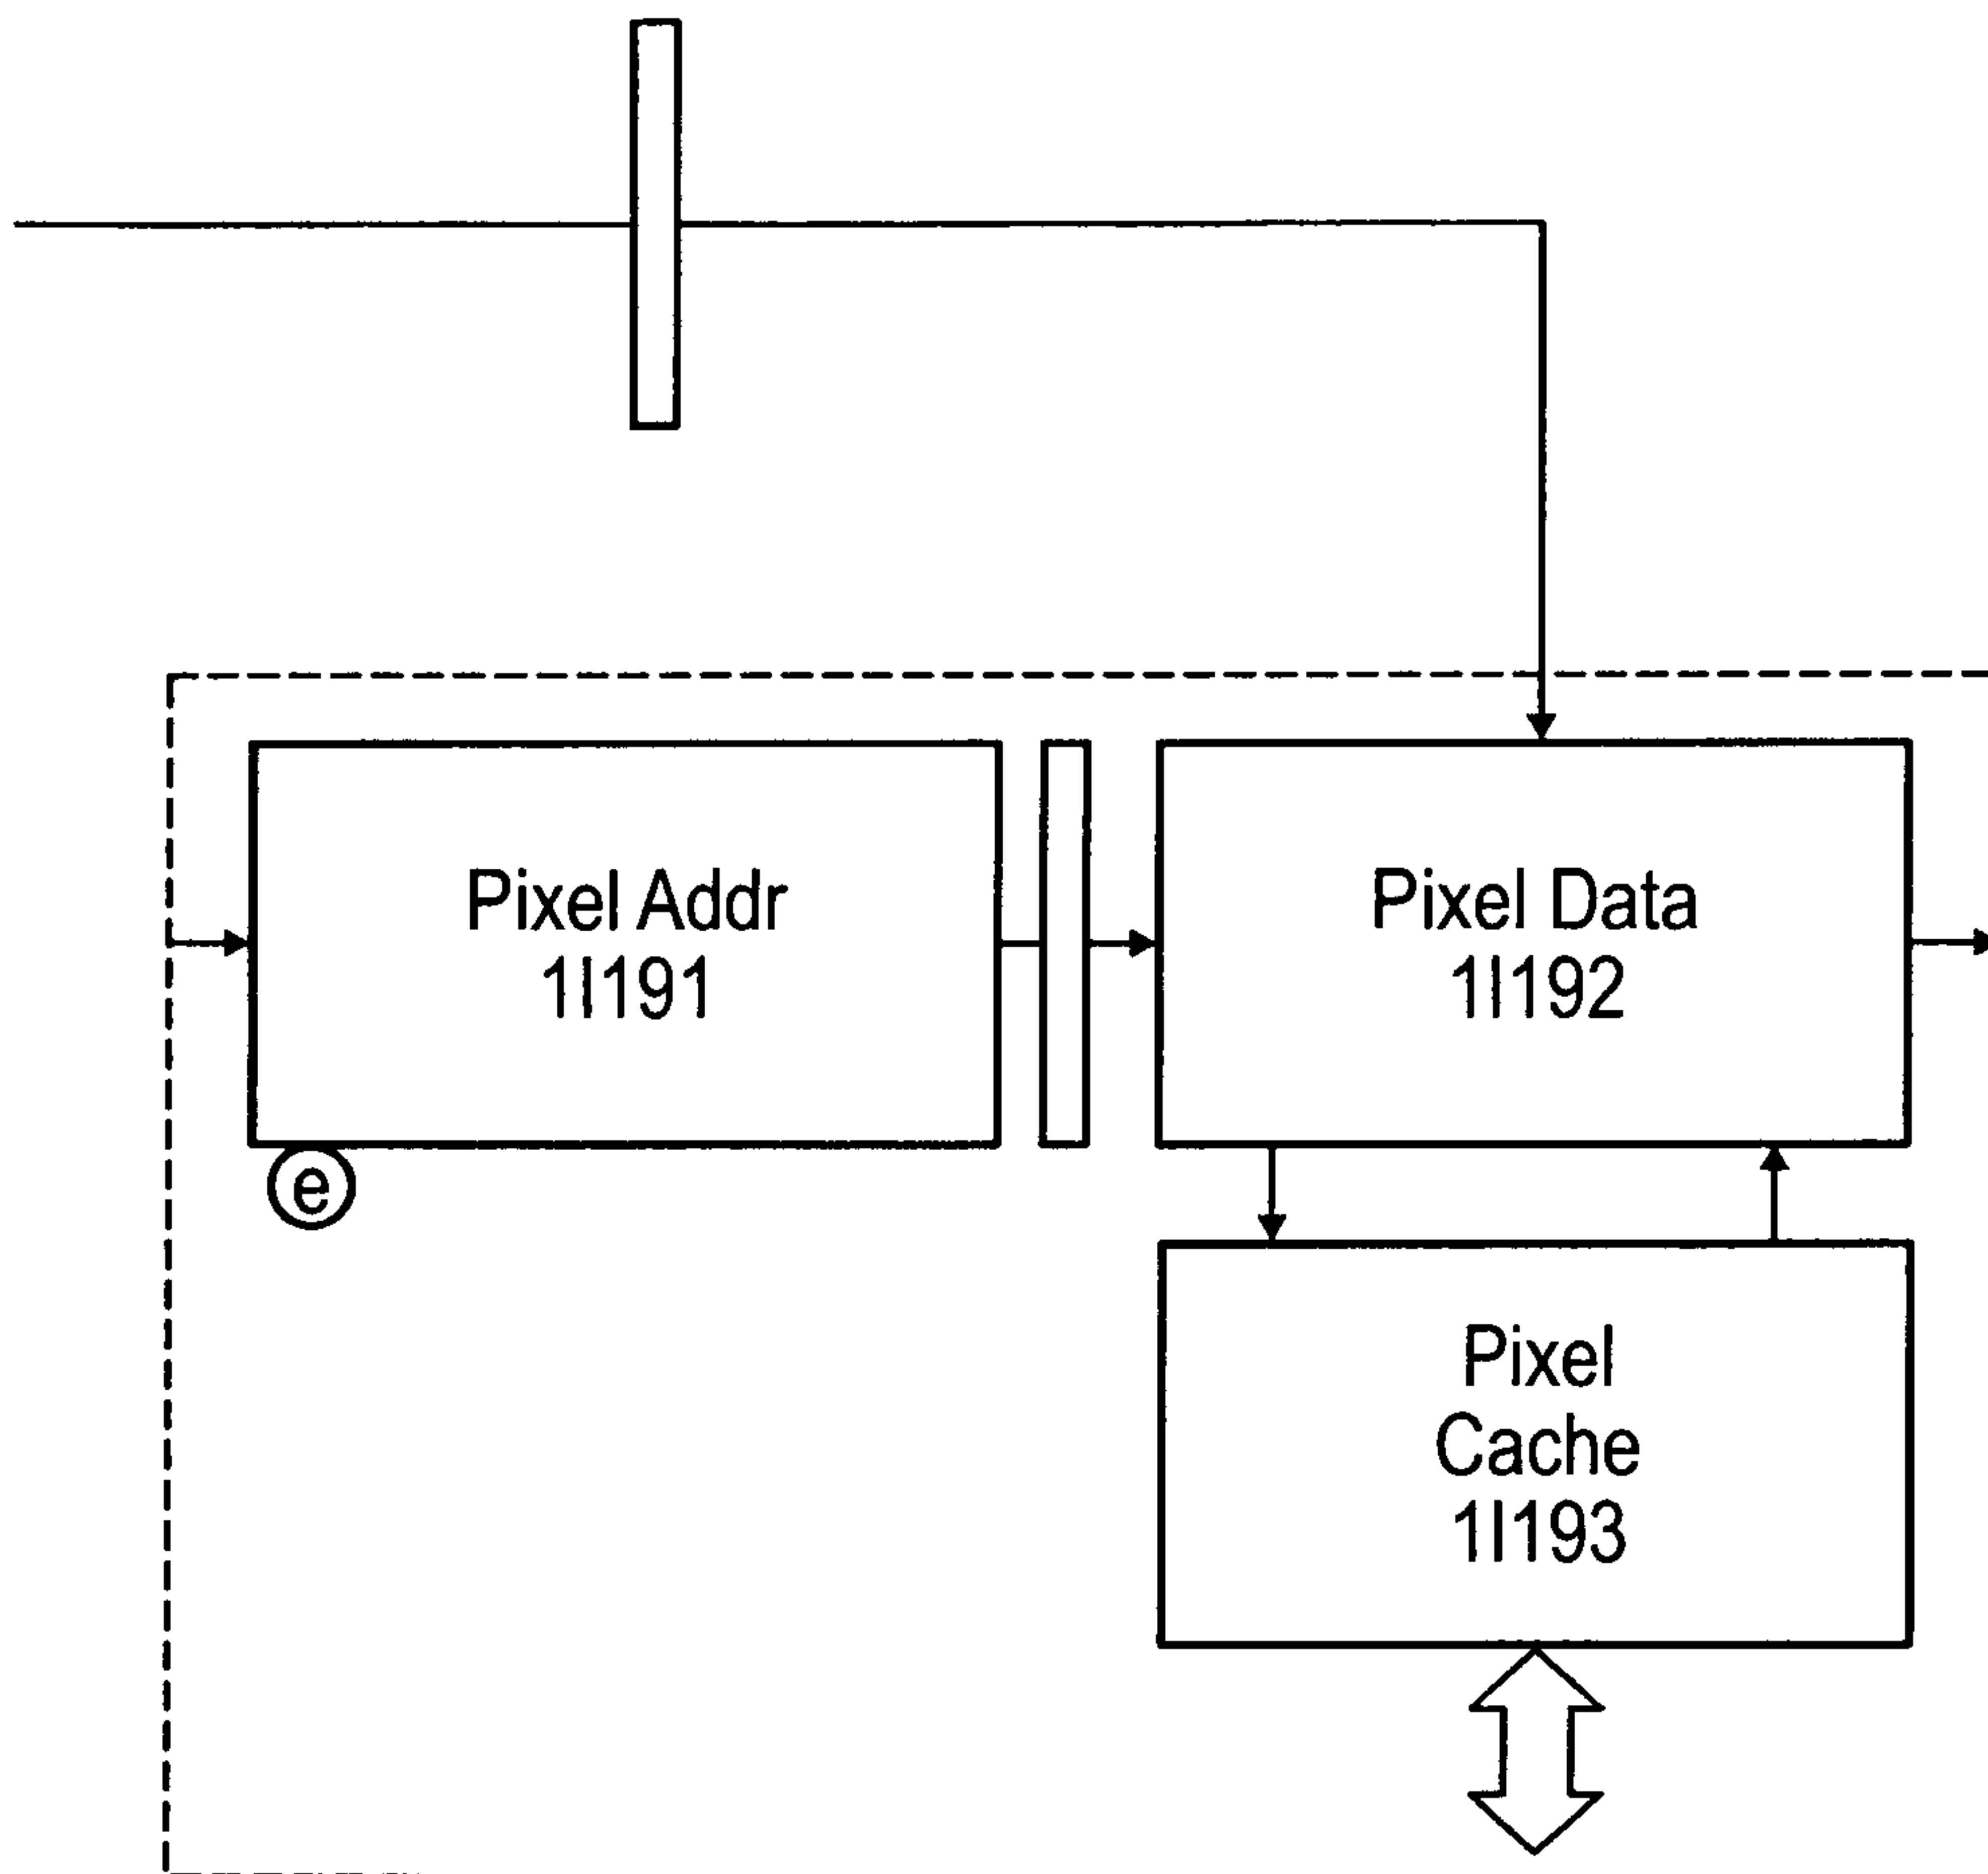 Pixel Addr
1I191
Pixel Data
1I192
e
Pixel
Cache
1I193